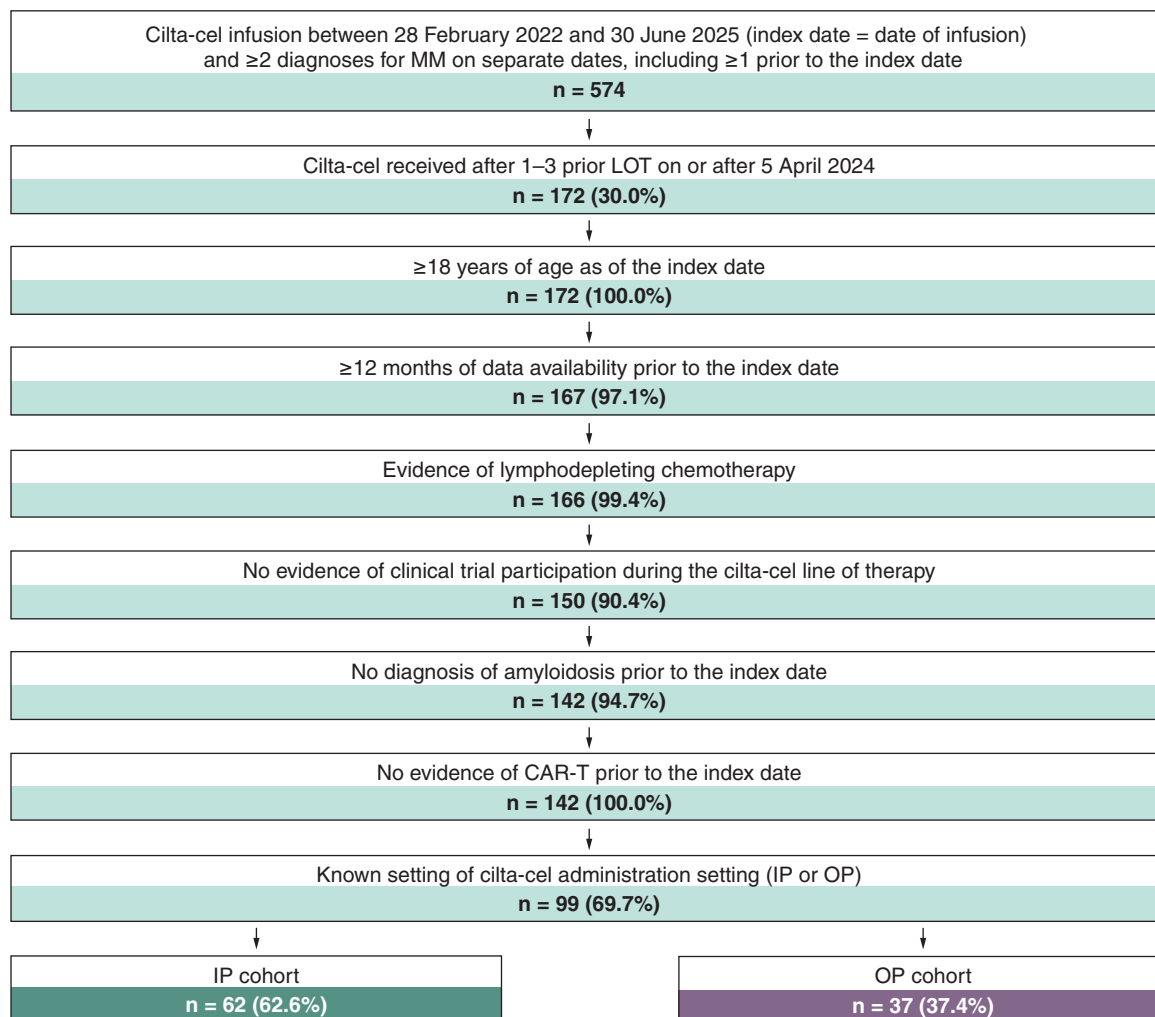 Cilta-cel infusion between 28 February 2022 and 30 June 2025 (index date = date of infusion)
and ≥2 diagnoses for MM on separate dates, including ≥1 prior to the index date
n = 574
Cilta-cel received after 1–3 prior LOT on or after 5 April 2024
n = 172 (30.0%)
≥18 years of age as of the index date
n = 172 (100.0%)
≥12 months of data availability prior to the index date
n = 167 (97.1%)
Evidence of lymphodepleting chemotherapy
n = 166 (99.4%)
No evidence of clinical trial participation during the cilta-cel line of therapy
n = 150 (90.4%)
No diagnosis of amyloidosis prior to the index date
n = 142 (94.7%)
No evidence of CAR-T prior to the index date
n = 142 (100.0%)
Known setting of cilta-cel administration setting (IP or OP)
n = 99 (69.7%)
IP cohort
n = 62 (62.6%)
OP cohort
n = 37 (37.4%)